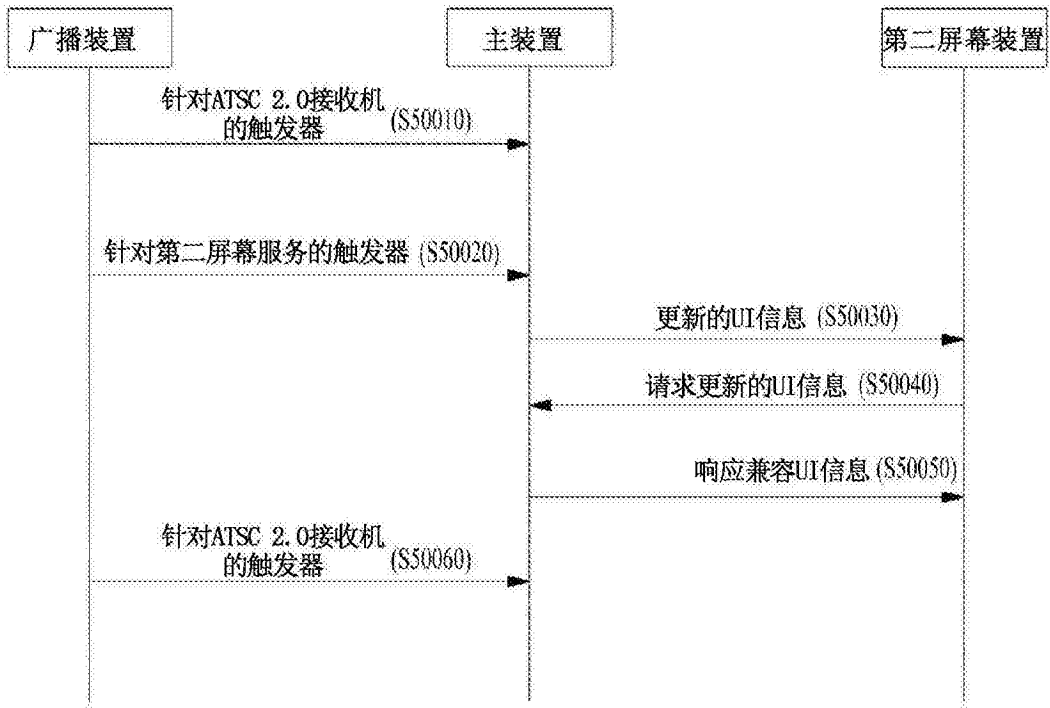 广播装置
主装置
第二屏幕装置
针对ATSC 2.0接收机
的触发器 (S50010)
针对第二屏幕服务的触发器 (S50020)
更新的UI信息 (S50030)
请求更新的UI信息 (S50040)
响应兼容UI信息 (S50050)
针对ATSC 2.0接收机
的触发器 (S50060)